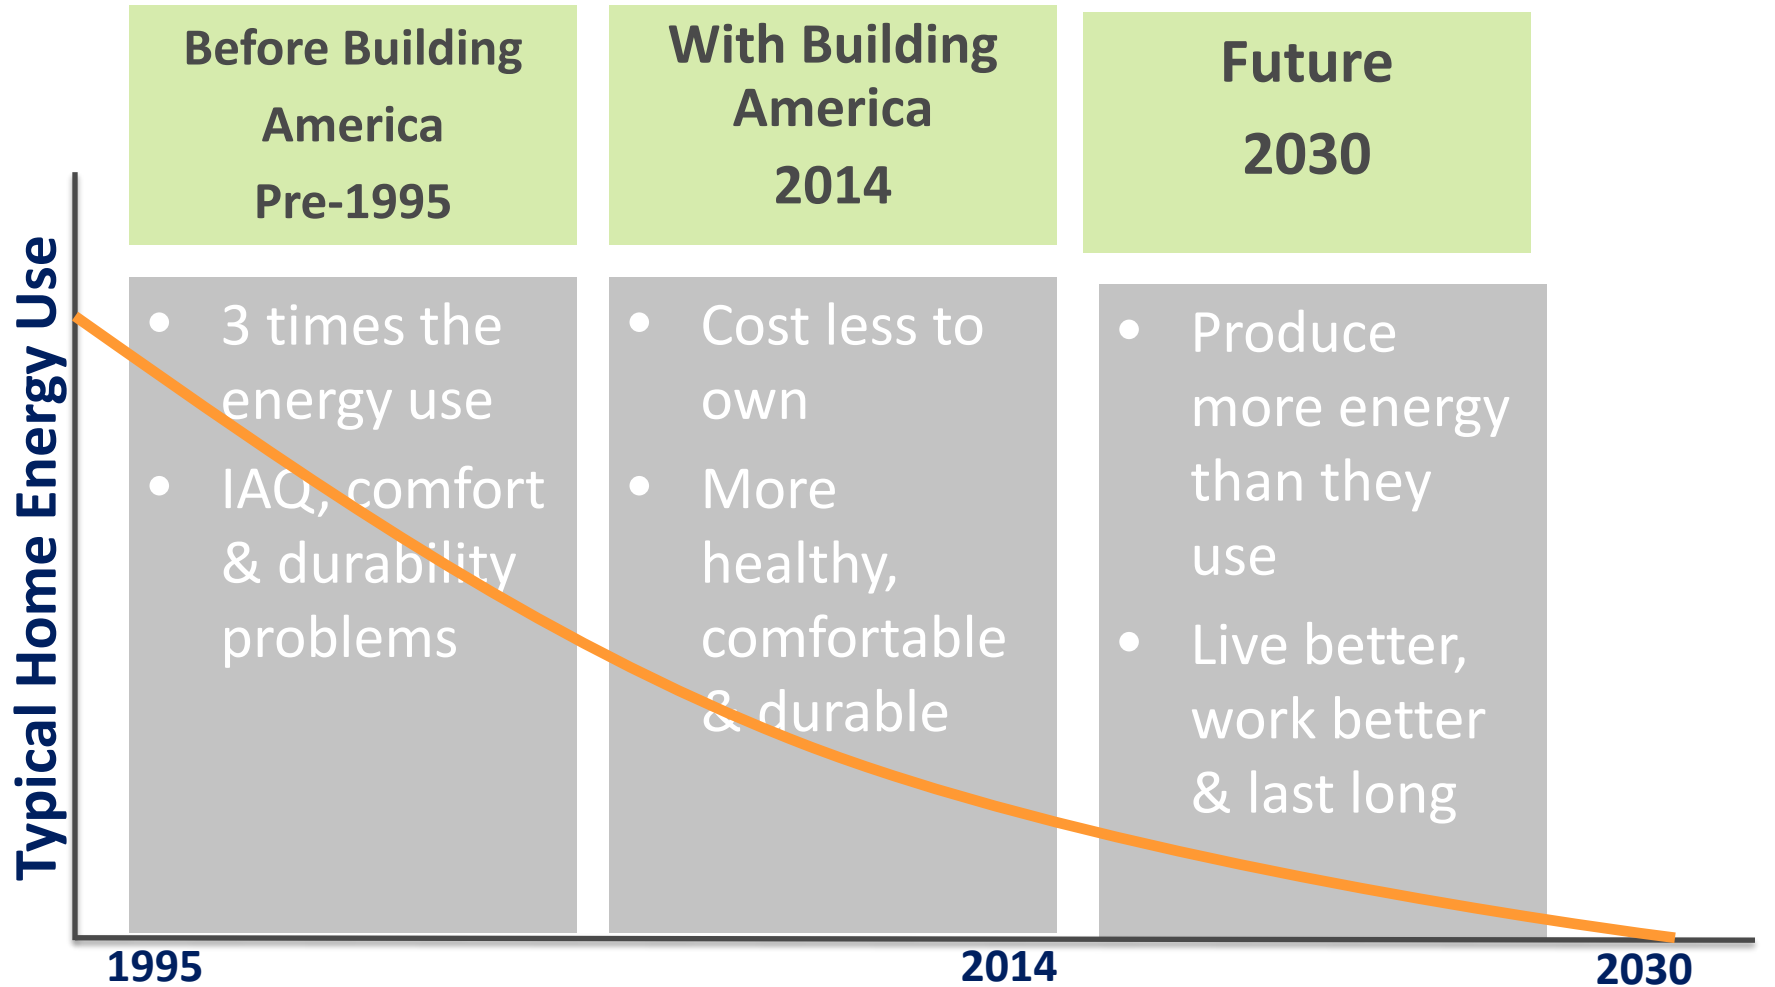 Before Building
America
Pre-1995
With Building
America
2014
Future
2030
Typical Home Energy Use
• 3 times the
energy use
• IAQ, comfort
& durability
problems
• Cost less to
own
• More
healthy,
comfortable
& durable
• Produce
more energy
than they
use
• Live better,
work better
& last long
1995
2014
2030